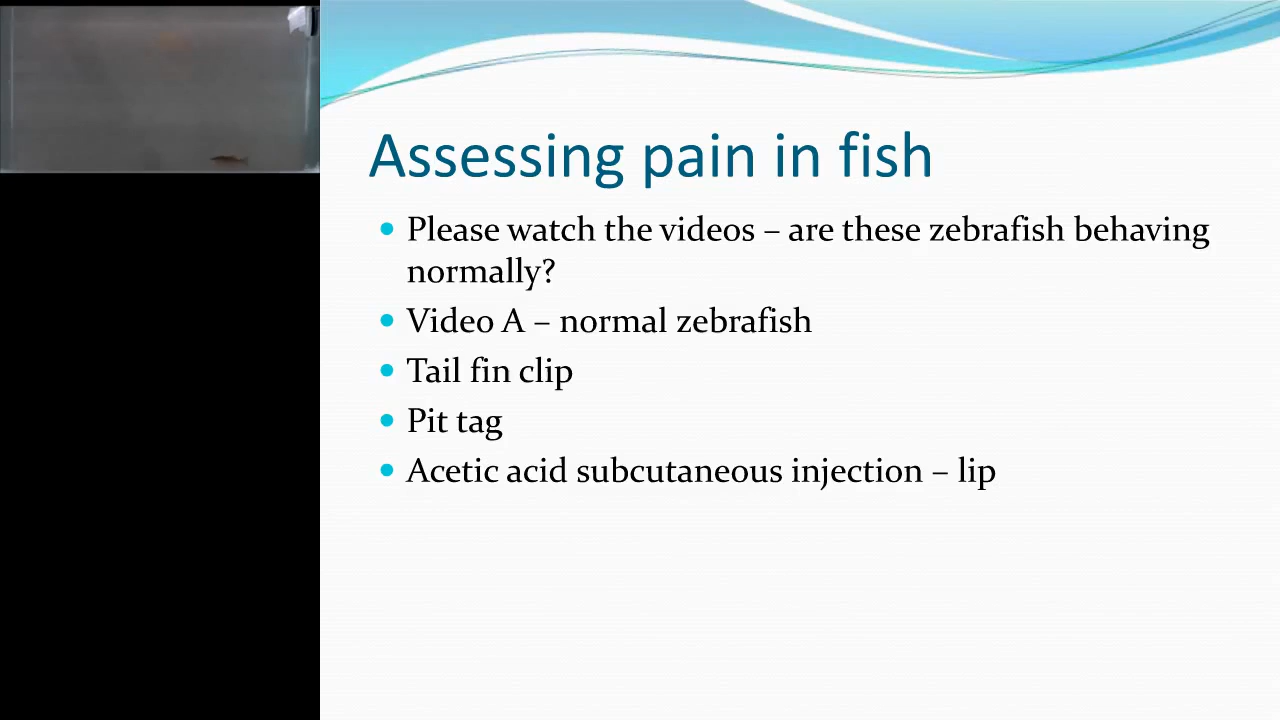 Assessing pain in fish
• Please watch the videos – are these zebrafish behaving
normally?
• Video A – normal zebrafish
• Tail fin clip
• Pit tag
• Acetic acid subcutaneous injection – lip